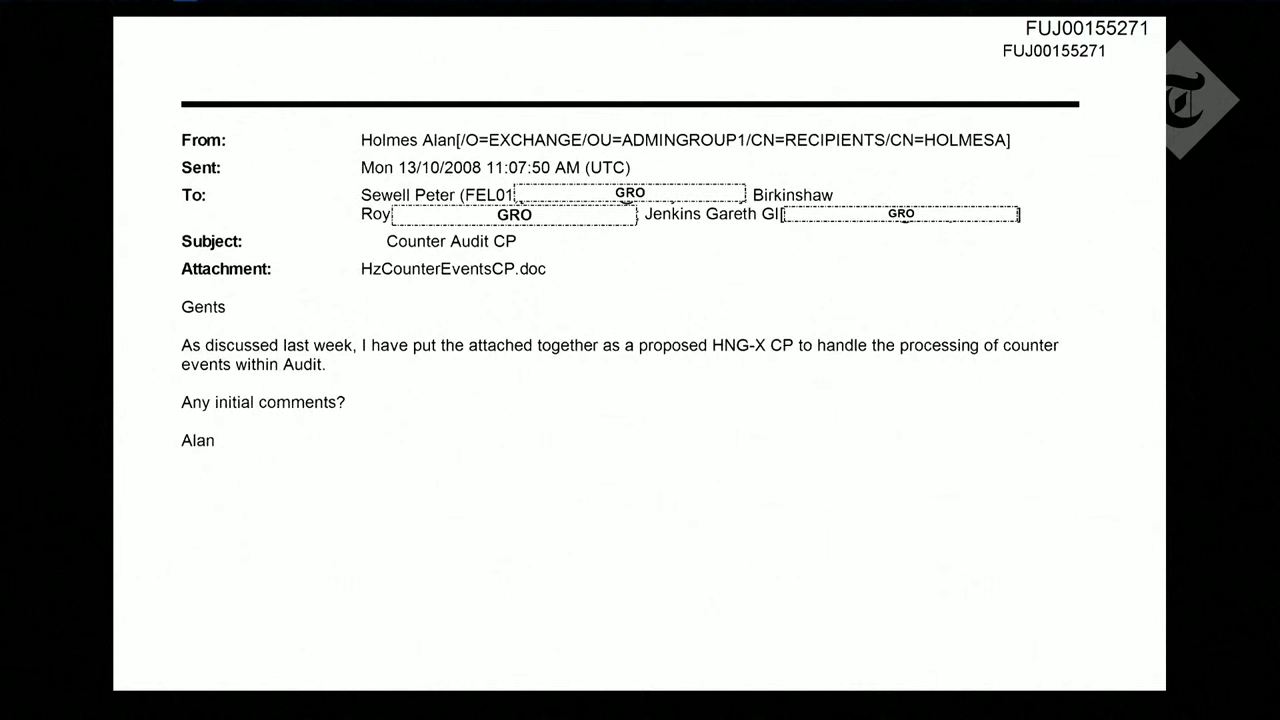 FUJ00155271
FUJ00155271
From: Holmes Alan[/O=EXCHANGE/OU=ADMINGROUP1/CN=RECIPIENTS/CN=HOLMESA]
Sent: Mon 13/10/2008 11:07:50 AM (UTC)
To: Sewell Peter (FEL01 GRO Birkinshaw
Roy GRO Jenkins Gareth GI[ GRO ]
Subject: Counter Audit CP
Attachment: HzCounterEventsCP.doc
Gents
As discussed last week, I have put the attached together as a proposed HNG-X CP to handle the processing of counter
events within Audit.
Any initial comments?
Alan